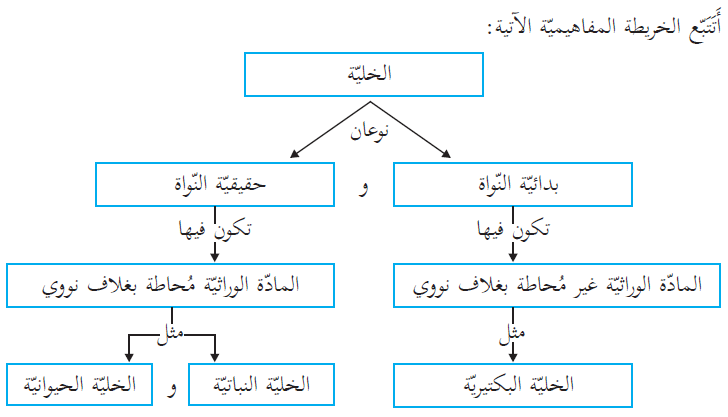 أَتَتَبّع الخريطة المفاهيميّة الآتية:
الخليّة
نوعان
بدائيّة النّواة
و
حقيقيّة النّواة
تكون فيها
تكون فيها
المادّة الوراثيّة غير مُحاطة بغلاف نووي
المادّة الوراثيّة مُحاطة بغلاف نووي
مثل
مثل
الخليّة البكتيريّة
الخليّة النباتيّة
و
الخليّة الحيوانيّة